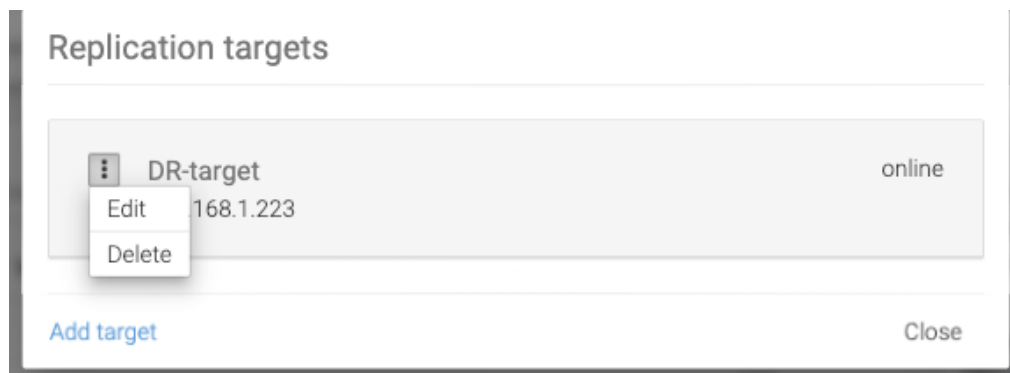 Replication targets
DR-target
online
Edit
.168.1.223
Delete
Add target
Close